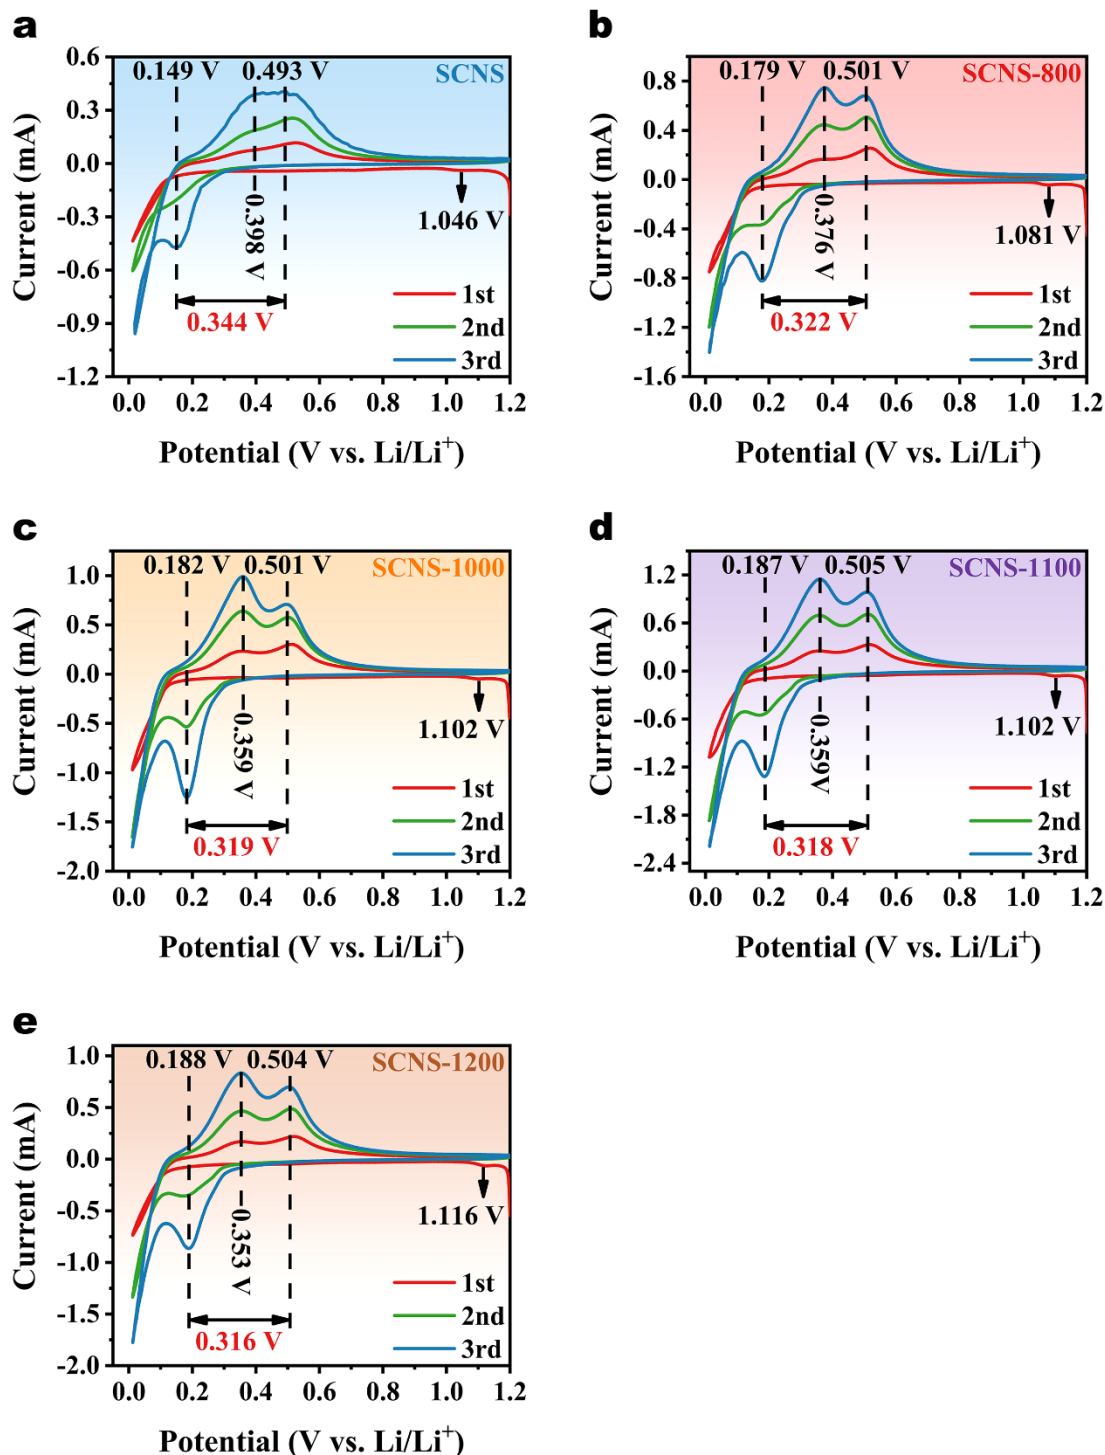 a
0.149 V 0.493 V SCNS
0.6
0.3
0.0
-0.3
-0.6
-0.9
-1.2
Current (mA)
0.398 V
1.046 V
0.344 V
1st
2nd
3rd
0.0 0.2 0.4 0.6 0.8 1.0 1.2
Potential (V vs. Li/Li⁺)
b
0.179 V 0.501 V SCNS-800
0.8
0.4
0.0
-0.4
-0.8
-1.2
-1.6
Current (mA)
0.376 V
1.081 V
0.322 V
1st
2nd
3rd
0.0 0.2 0.4 0.6 0.8 1.0 1.2
Potential (V vs. Li/Li⁺)
c
0.182 V 0.501 V SCNS-1000
1.0
0.5
0.0
-0.5
-1.0
-1.5
-2.0
Current (mA)
0.359 V
1.102 V
0.319 V
1st
2nd
3rd
0.0 0.2 0.4 0.6 0.8 1.0 1.2
Potential (V vs. Li/Li⁺)
d
0.187 V 0.505 V SCNS-1100
1.2
0.6
0.0
-0.6
-1.2
-1.8
-2.4
Current (mA)
0.359V
1.102 V
0.318 V
1st
2nd
3rd
0.0 0.2 0.4 0.6 0.8 1.0 1.2
Potential (V vs. Li/Li⁺)
e
0.188 V 0.504 V SCNS-1200
1.0
0.5
0.0
-0.5
-1.0
-1.5
-2.0
Current (mA)
0.353 V
1.116 V
0.316 V
1st
2nd
3rd
0.0 0.2 0.4 0.6 0.8 1.0 1.2
Potential (V vs. Li/Li⁺)